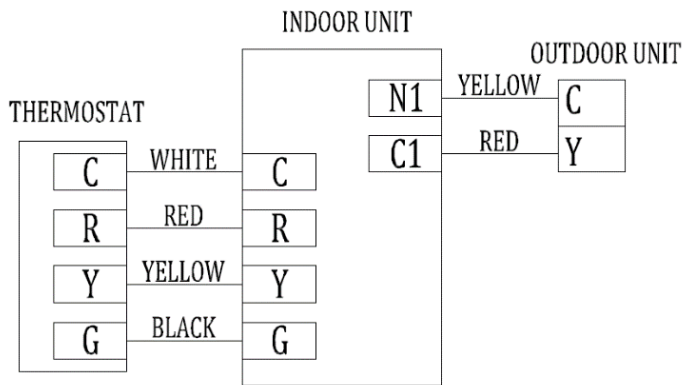 INDOOR UNIT
OUTDOOR UNIT
THERMOSTAT
N1 YELLOW C
C1 RED Y
C WHITE C
R RED R
Y YELLOW Y
G BLACK G